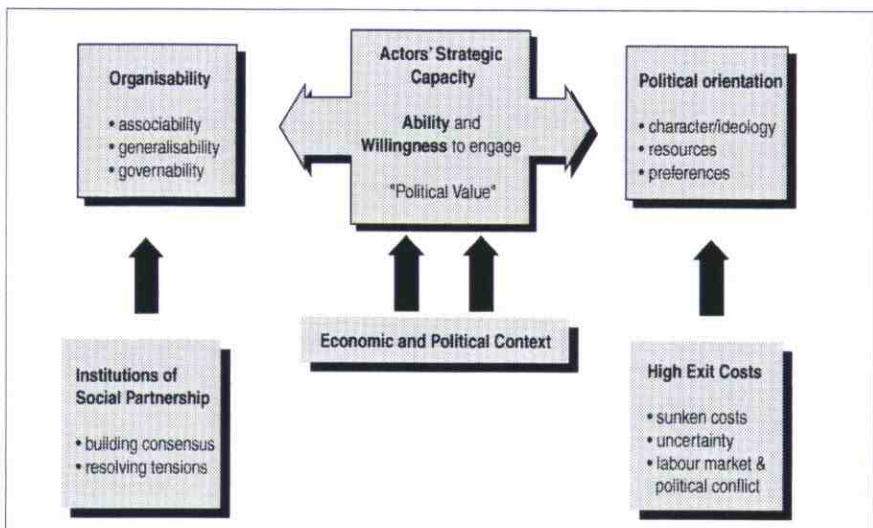 Organisability
• associability
• generalisability
• governability
Actors' Strategic
Capacity
Ability and
Willingness to engage
"Political Value"
Political orientation
• character/ideology
• resources
• preferences
Institutions of
Social Partnership
• building consensus
• resolving tensions
Economic and Political Context
High Exit Costs
• sunken costs
• uncertainty
• labour market &
political conflict